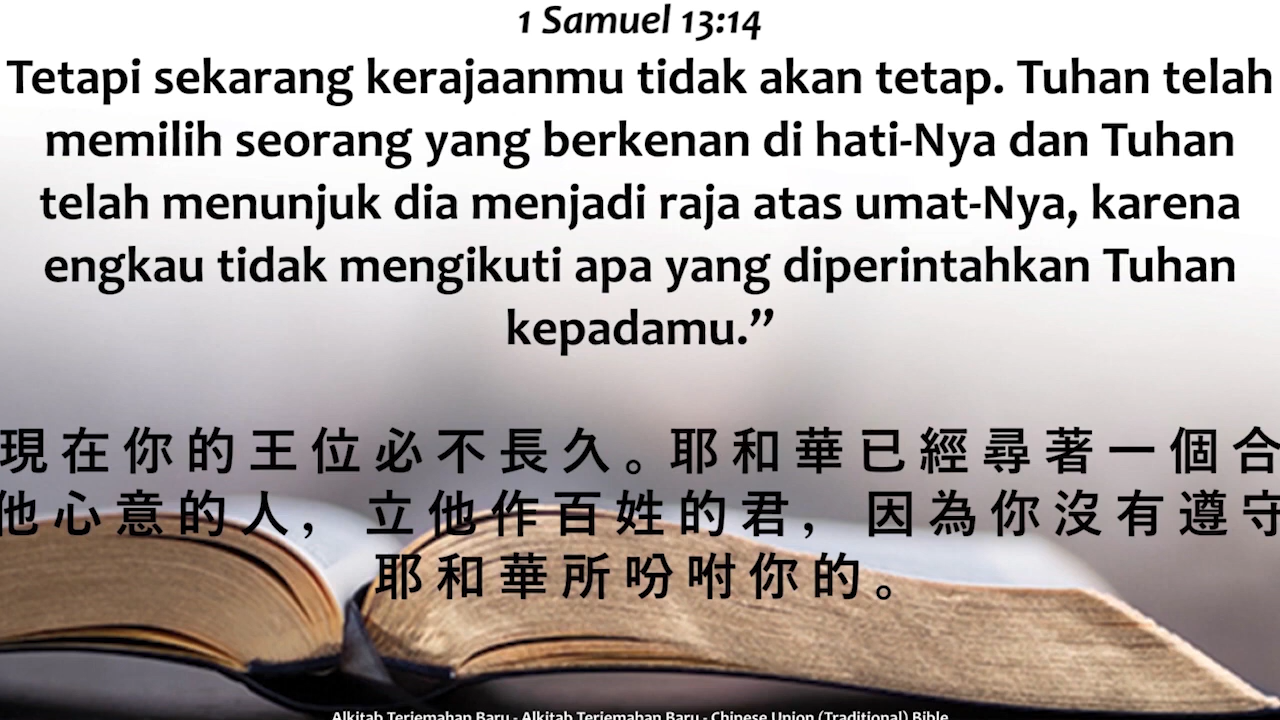 1 Samuel 13:14
Tetapi sekarang kerajaanmu tidak akan tetap. Tuhan telah
memilih seorang yang berkenan di hati-Nya dan Tuhan
telah menunjuk dia menjadi raja atas umat-Nya, karena
engkau tidak mengikuti apa yang diperintahkan Tuhan
kepadamu.”
現在你的王位必不長久。耶和華已經尋著一個合
他心意的人，立他作百姓的君，因為你沒有遵守
耶和華所吩咐你的。
Alkitab Terjemahan Baru - Alkitab Terjemahan Baru - Chinese Union (Traditional) Bible